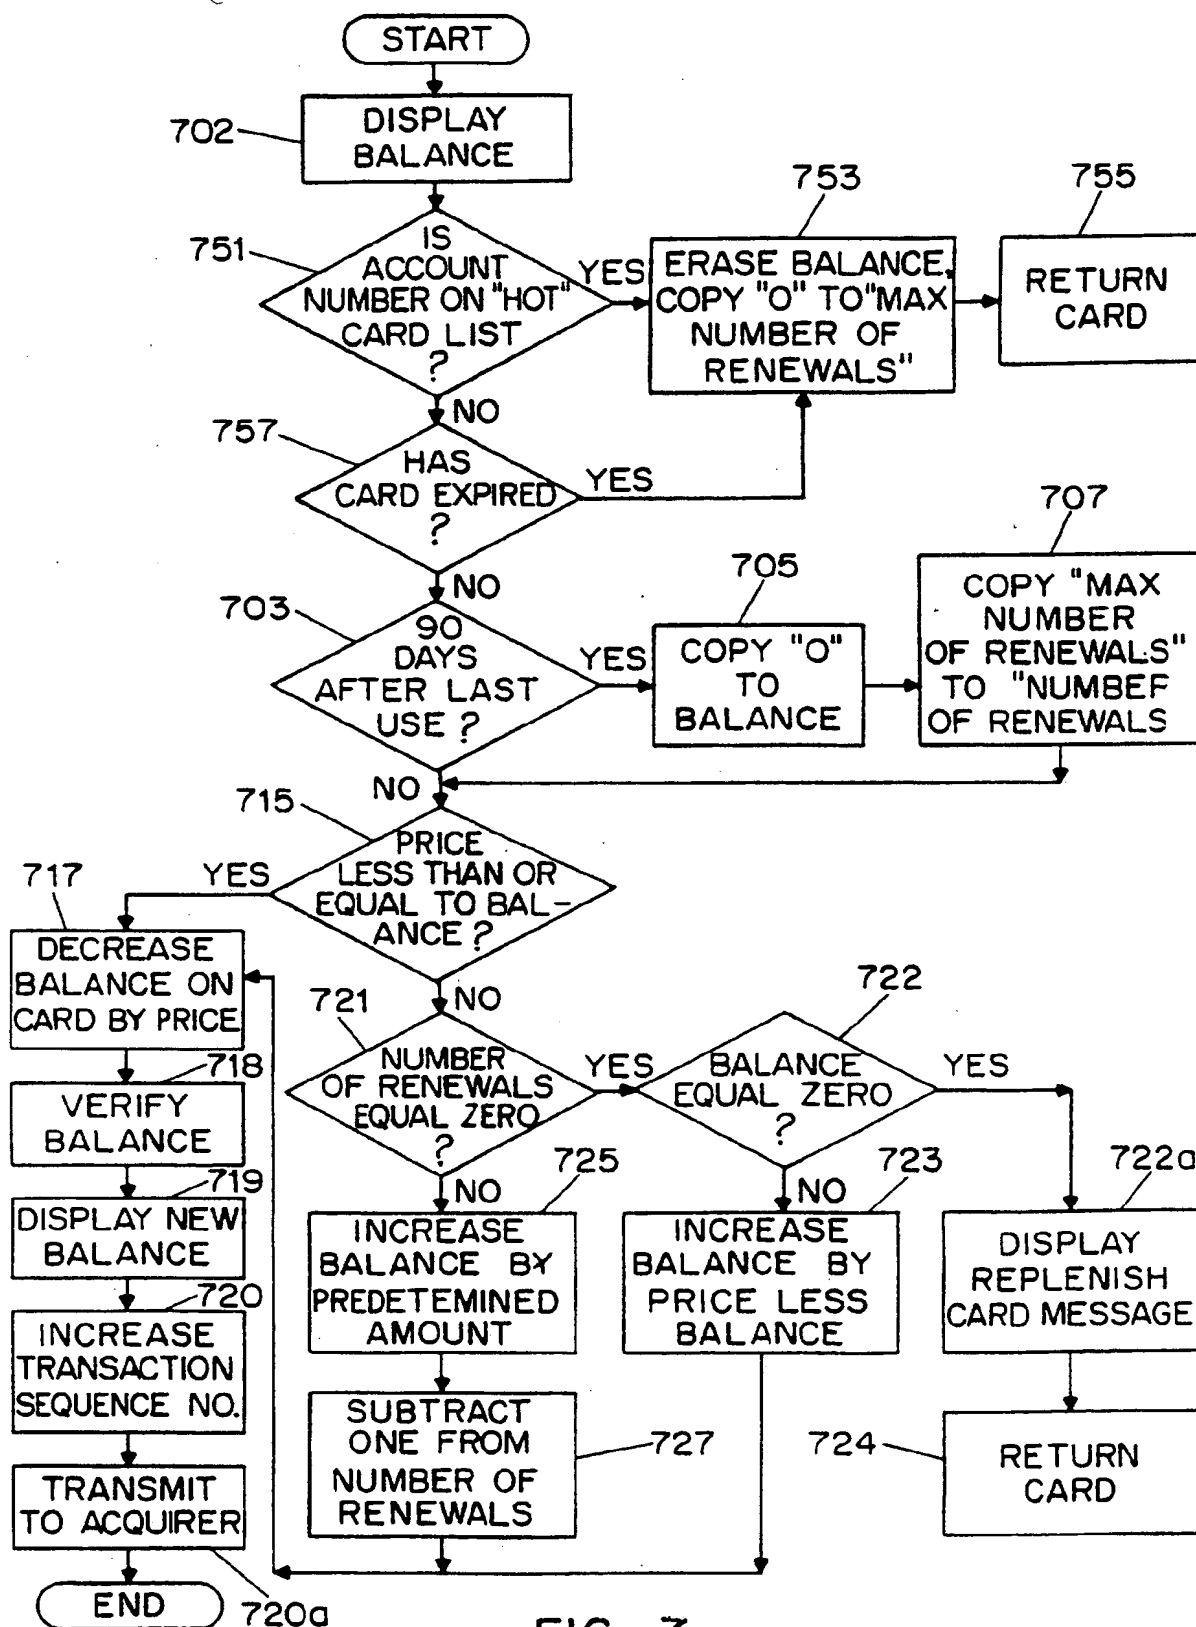 START
702
DISPLAY
BALANCE
751
IS
ACCOUNT
NUMBER ON "HOT"
CARD LIST
?
YES
753
ERASE BALANCE,
COPY "O" TO "MAX
NUMBER OF
RENEWALS"
755
RETURN
CARD
NO
757
HAS
CARD EXPIRED
?
YES
NO
703
90
DAYS
AFTER LAST
USE ?
YES
705
COPY "O"
TO
BALANCE
707
COPY "MAX
NUMBER
OF RENEWALS"
TO "NUMBER
OF RENEWALS
NO
715
PRICE
LESS THAN OR
EQUAL TO BAL-
ANCE ?
YES
717
DECREASE
BALANCE ON
CARD BY PRICE
718
VERIFY
BALANCE
719
DISPLAY NEW
BALANCE
720
INCREASE
TRANSACTION
SEQUENCE NO.
TRANSMIT
TO ACQUIRER
720a
END
NO
721
NUMBER
OF RENEWALS
EQUAL ZERO
?
YES
722
BALANCE
EQUAL ZERO
?
YES
NO
725
INCREASE
BALANCE BY
PREDETEMINED
AMOUNT
SUBTRACT
ONE FROM
NUMBER OF
RENEWALS
727
NO
723
INCREASE
BALANCE BY
PRICE LESS
BALANCE
722a
DISPLAY
REPLENISH
CARD MESSAGE
724
RETURN
CARD